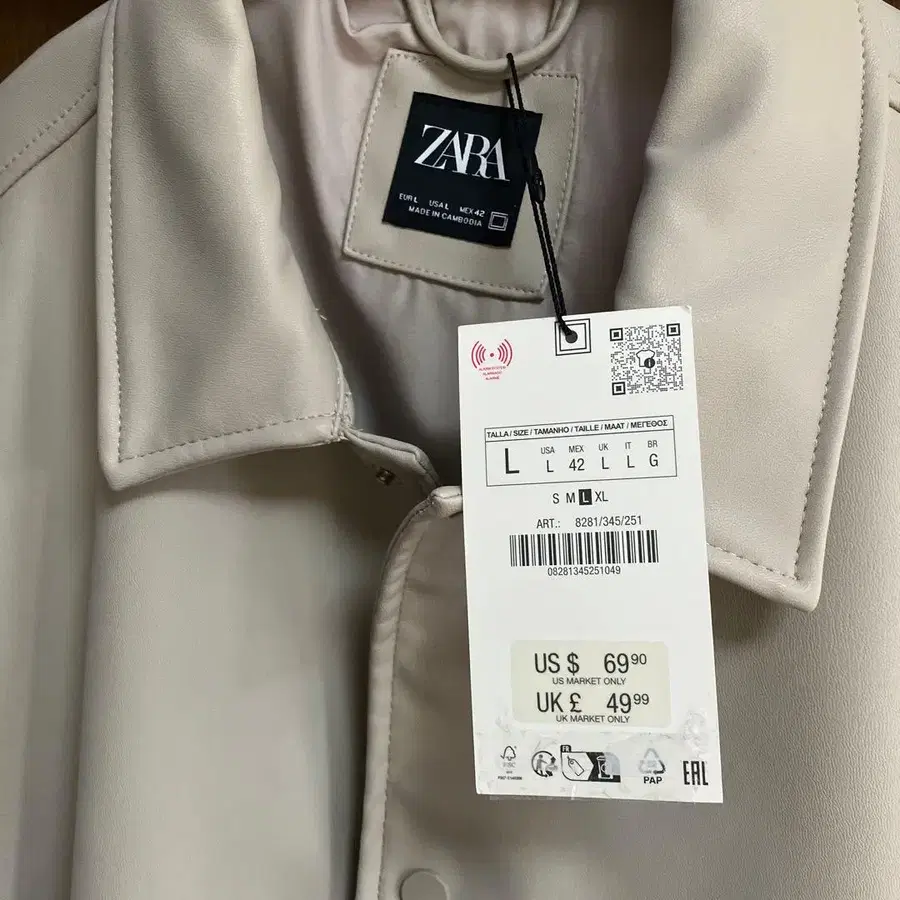 ZARA
EUR L USA L MEX 42
MADE IN CAMBODIA
TALLA / SIZE / TAMANHO / TAILLE / MAAT / ΜΕΓΕΘΟΣ
L
USA MEX UK IT BR
L 42 L L G
S M L XL
ART.: 8281/345/251
08281345251049
US $ 69 90
US MARKET ONLY
UK £ 49 99
UK MARKET ONLY
FR
PAP
EAC